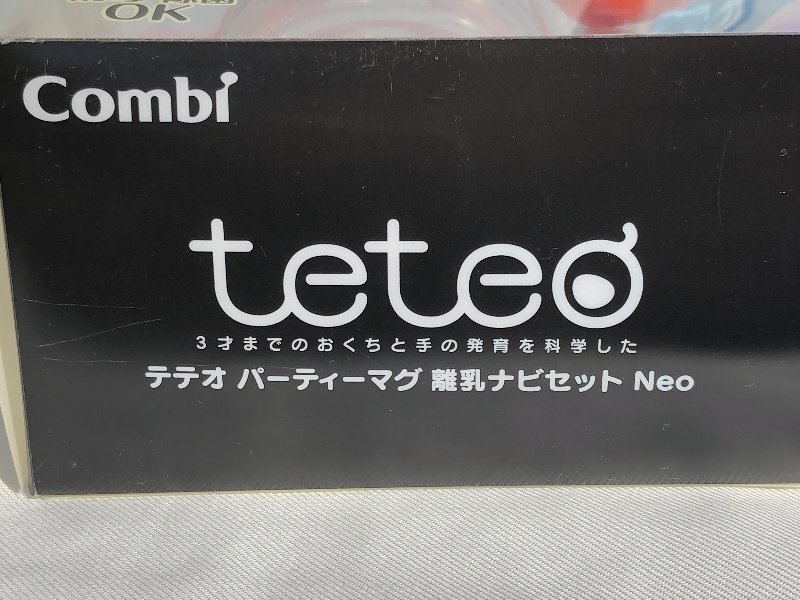 OK
Combi
teteo
3才までのおくちと手の発育を科学した
テテオ パーティーマグ 離乳ナビセット Neo